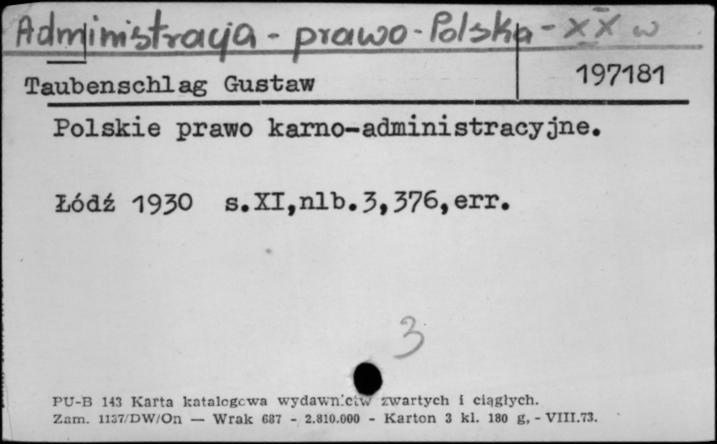 Administracja - prawo - Polska - XX w
Taubenschlag Gustaw 197181
Polskie prawo karno-administracyjne.
Łódź 1930 s.XI,nlb.3,376,err.
3
PU-B 143 Karta katalogowa wydawnictw zwartych i ciągłych.
Zam. 1137/DW/On — Wrak 687 - 2.810.000 - Karton 3 kl. 180 g, - VIII.73.